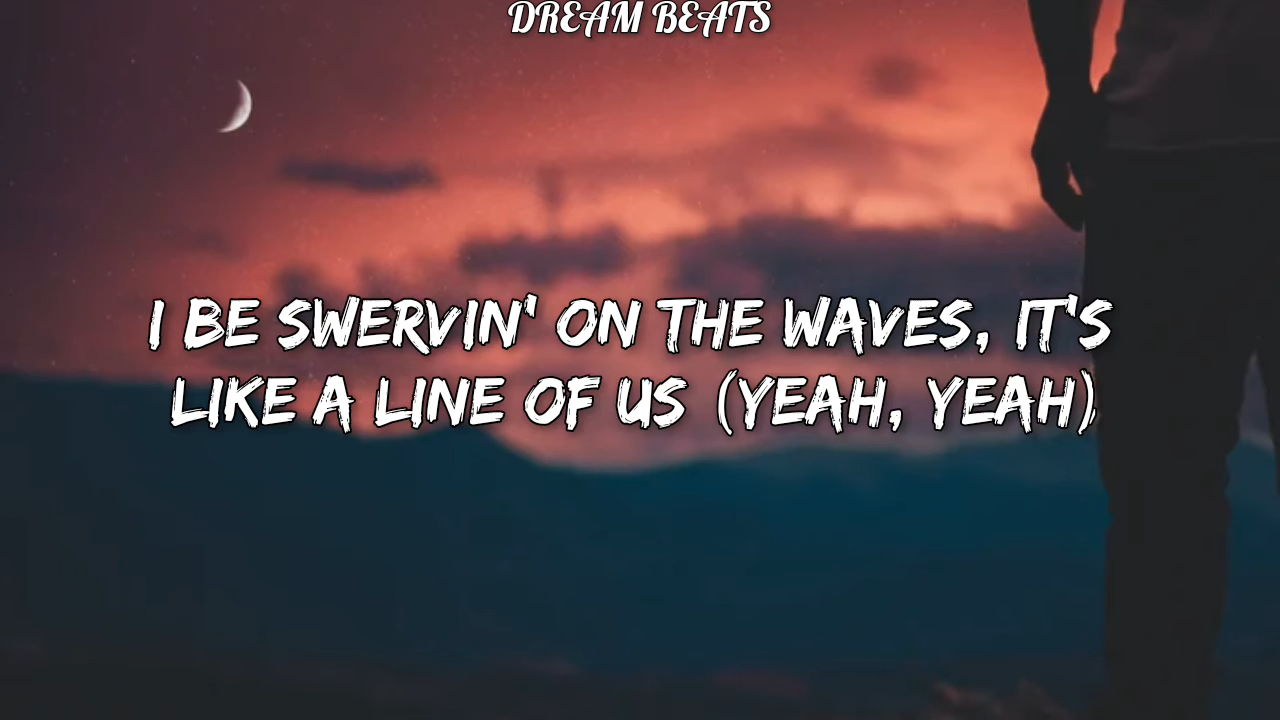 DREAM BEATS
I BE SWERVIN' ON THE WAVES, IT'S
LIKE A LINE OF US (YEAH, YEAH)